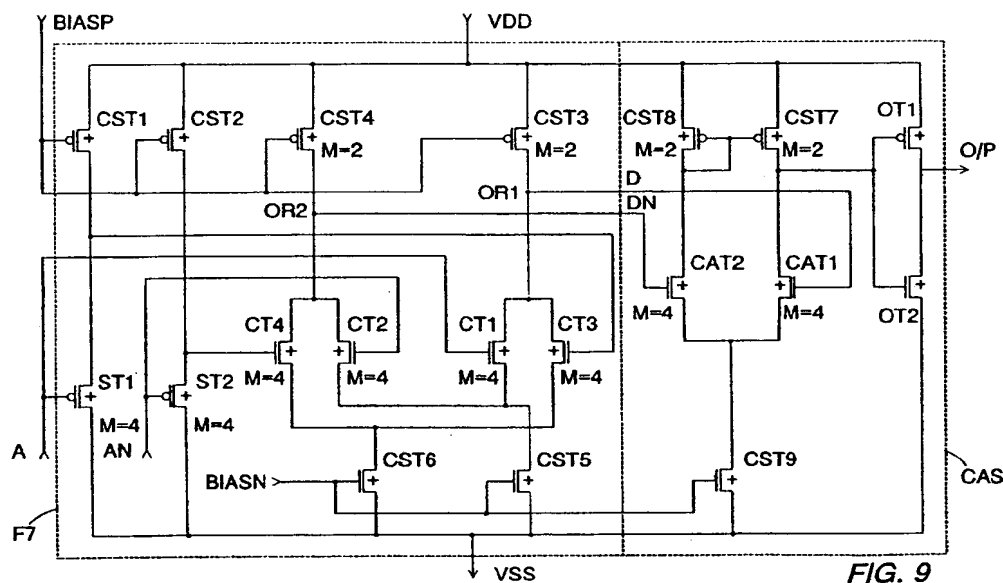 BIASP
VDD
CST1
CST2
CST4
CST3
CST8
CST7
OT1
M=2
M=2
M=2
M=2
O/P
OR2
OR1
D
DN
CAT2
CAT1
OT2
M=4
M=4
CT4
CT2
CT1
CT3
M=4
M=4
M=4
M=4
ST1
ST2
M=4
M=4
A
AN
CST6
CST5
CST9
BIASN
CAS
F7
VSS
FIG. 9